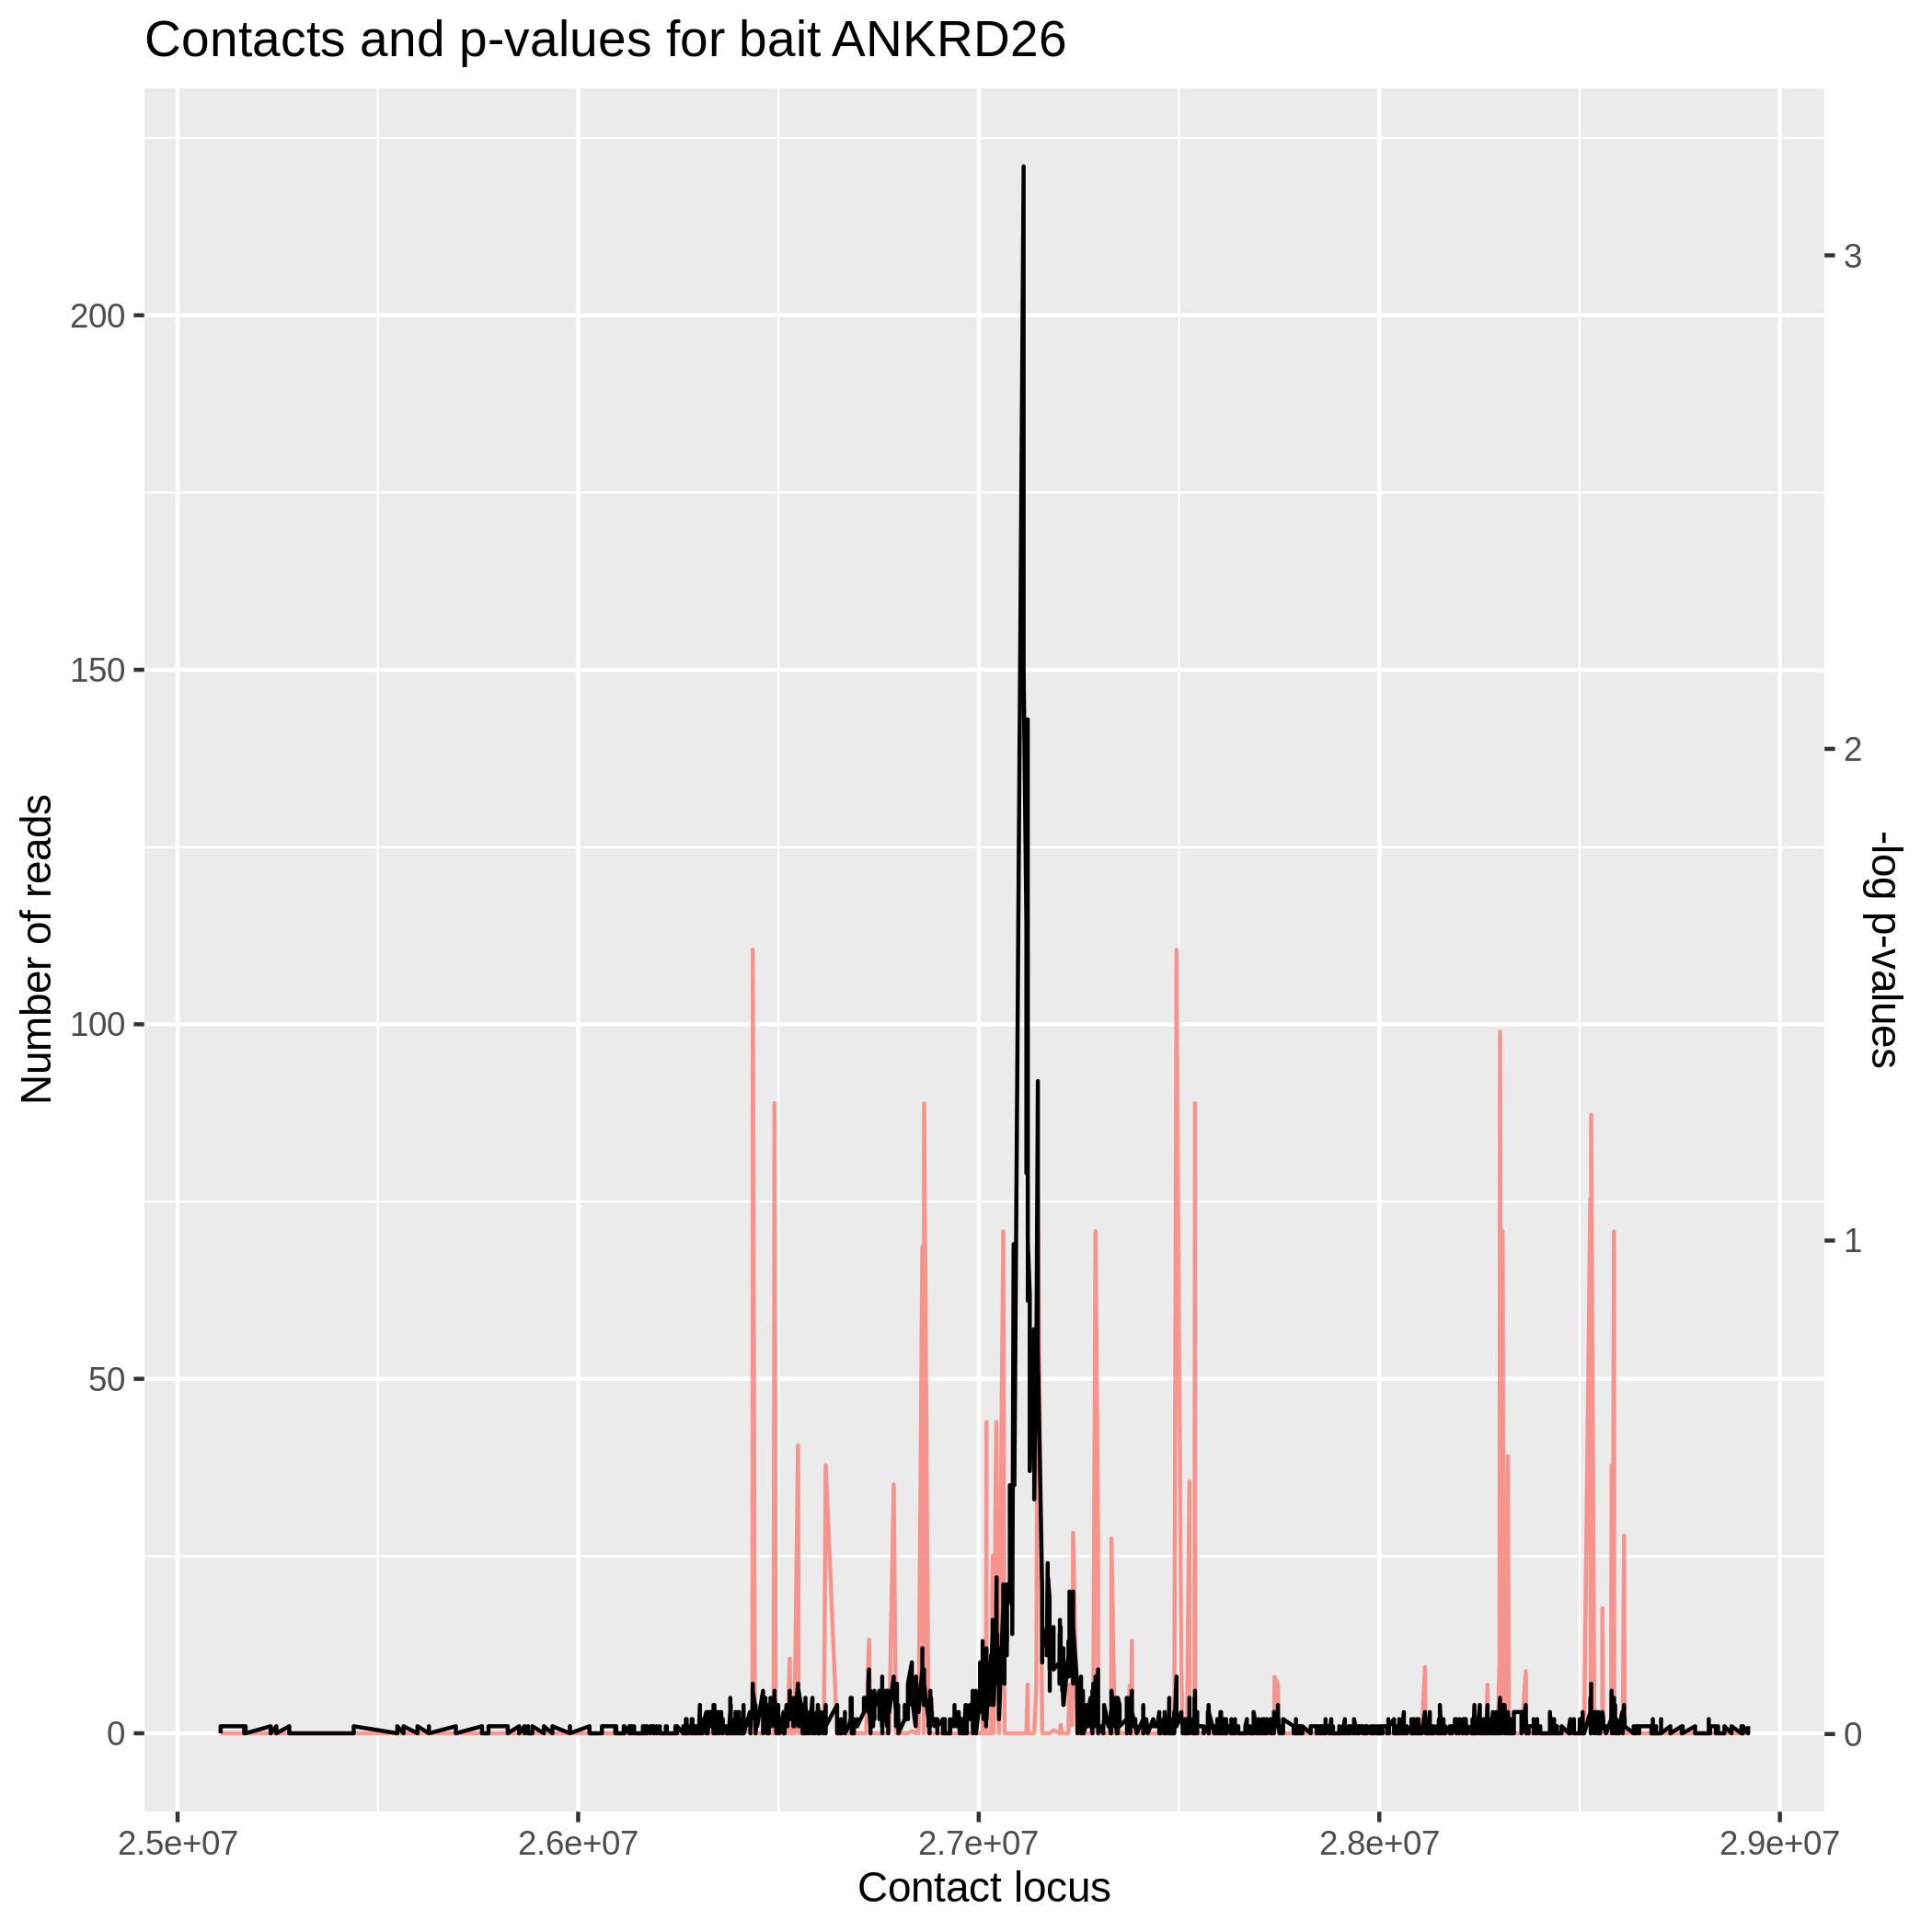 Contacts and p-values for bait ANKRD26
Number of reads
200
150
100
50
0
3
2
1
0
-log p-values
2.5e+07
2.6e+07
2.7e+07
2.8e+07
2.9e+07
Contact locus